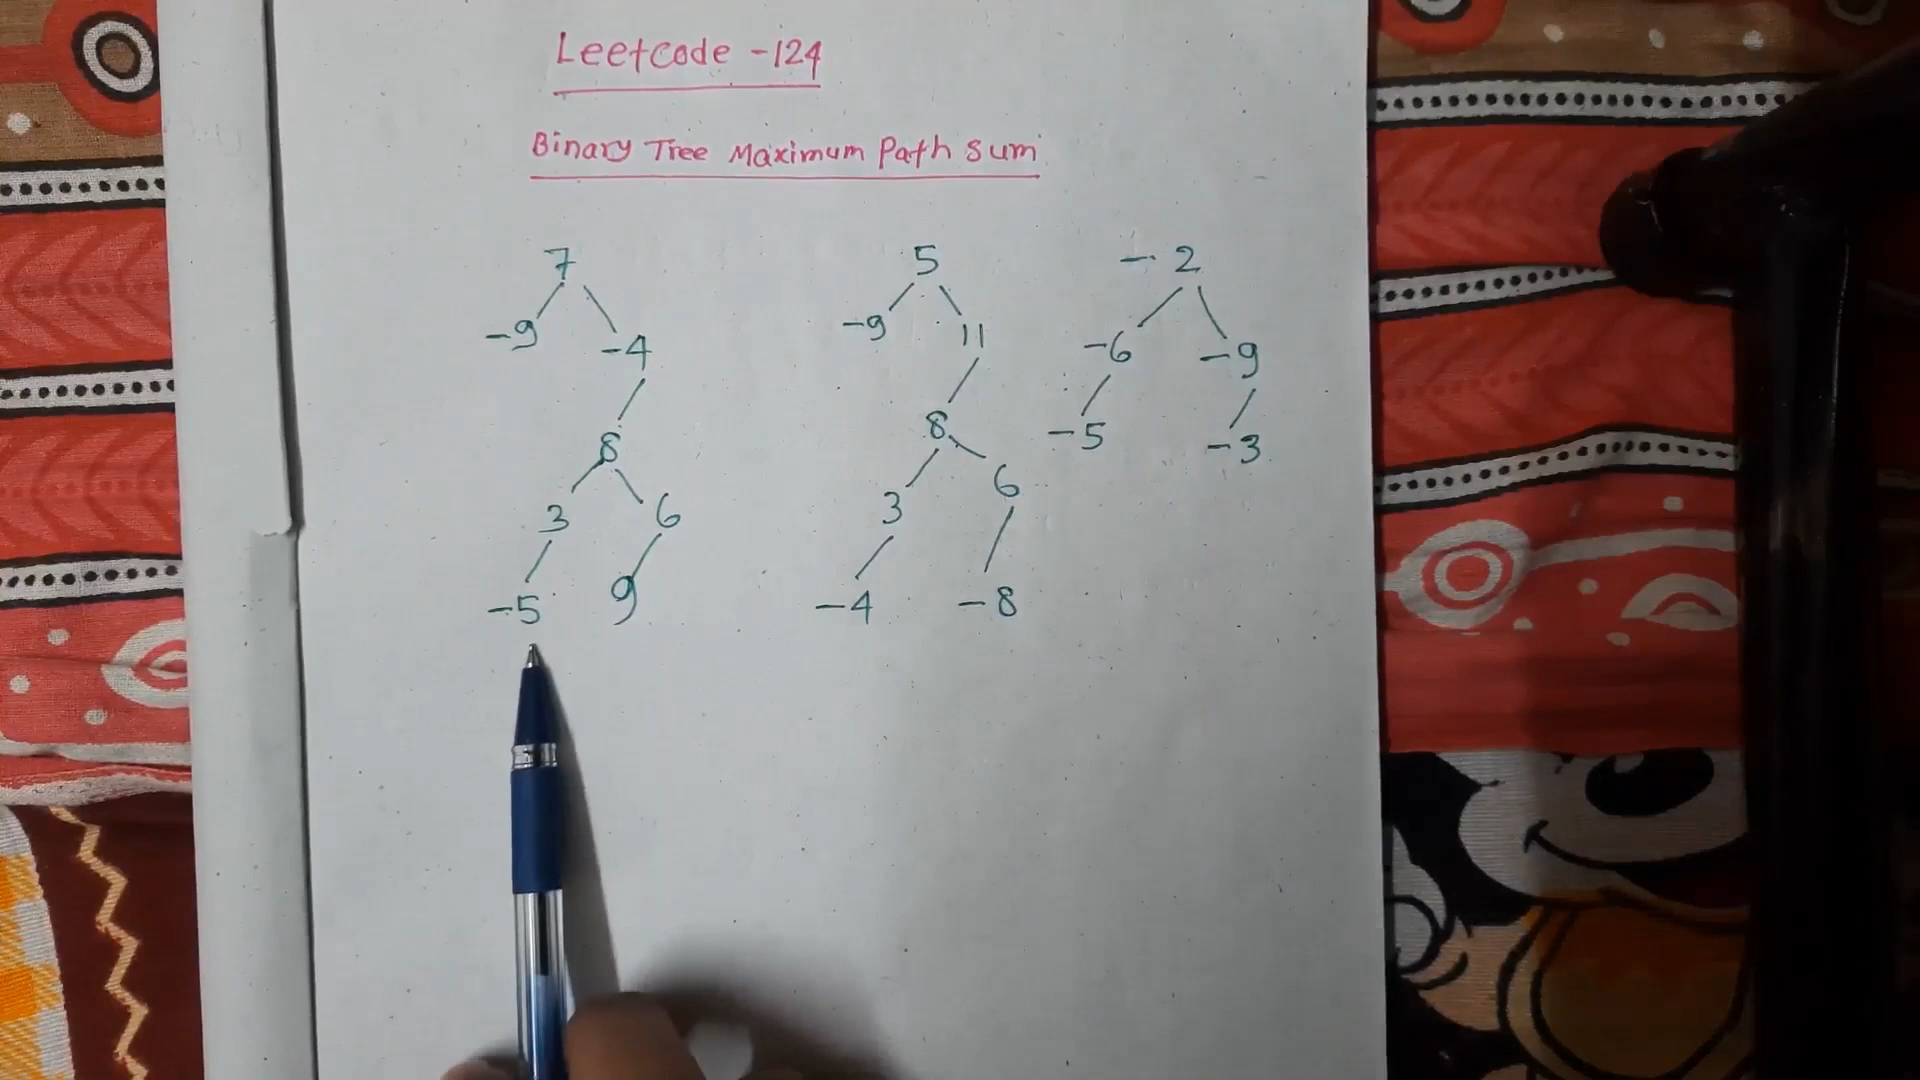 Leetcode -124
Binary Tree Maximum Path sum
7 5 -2
-9 -4 -9 11 -6 -9
8 8 -5 -3
3 6 3 6
-5 9 -4 -8